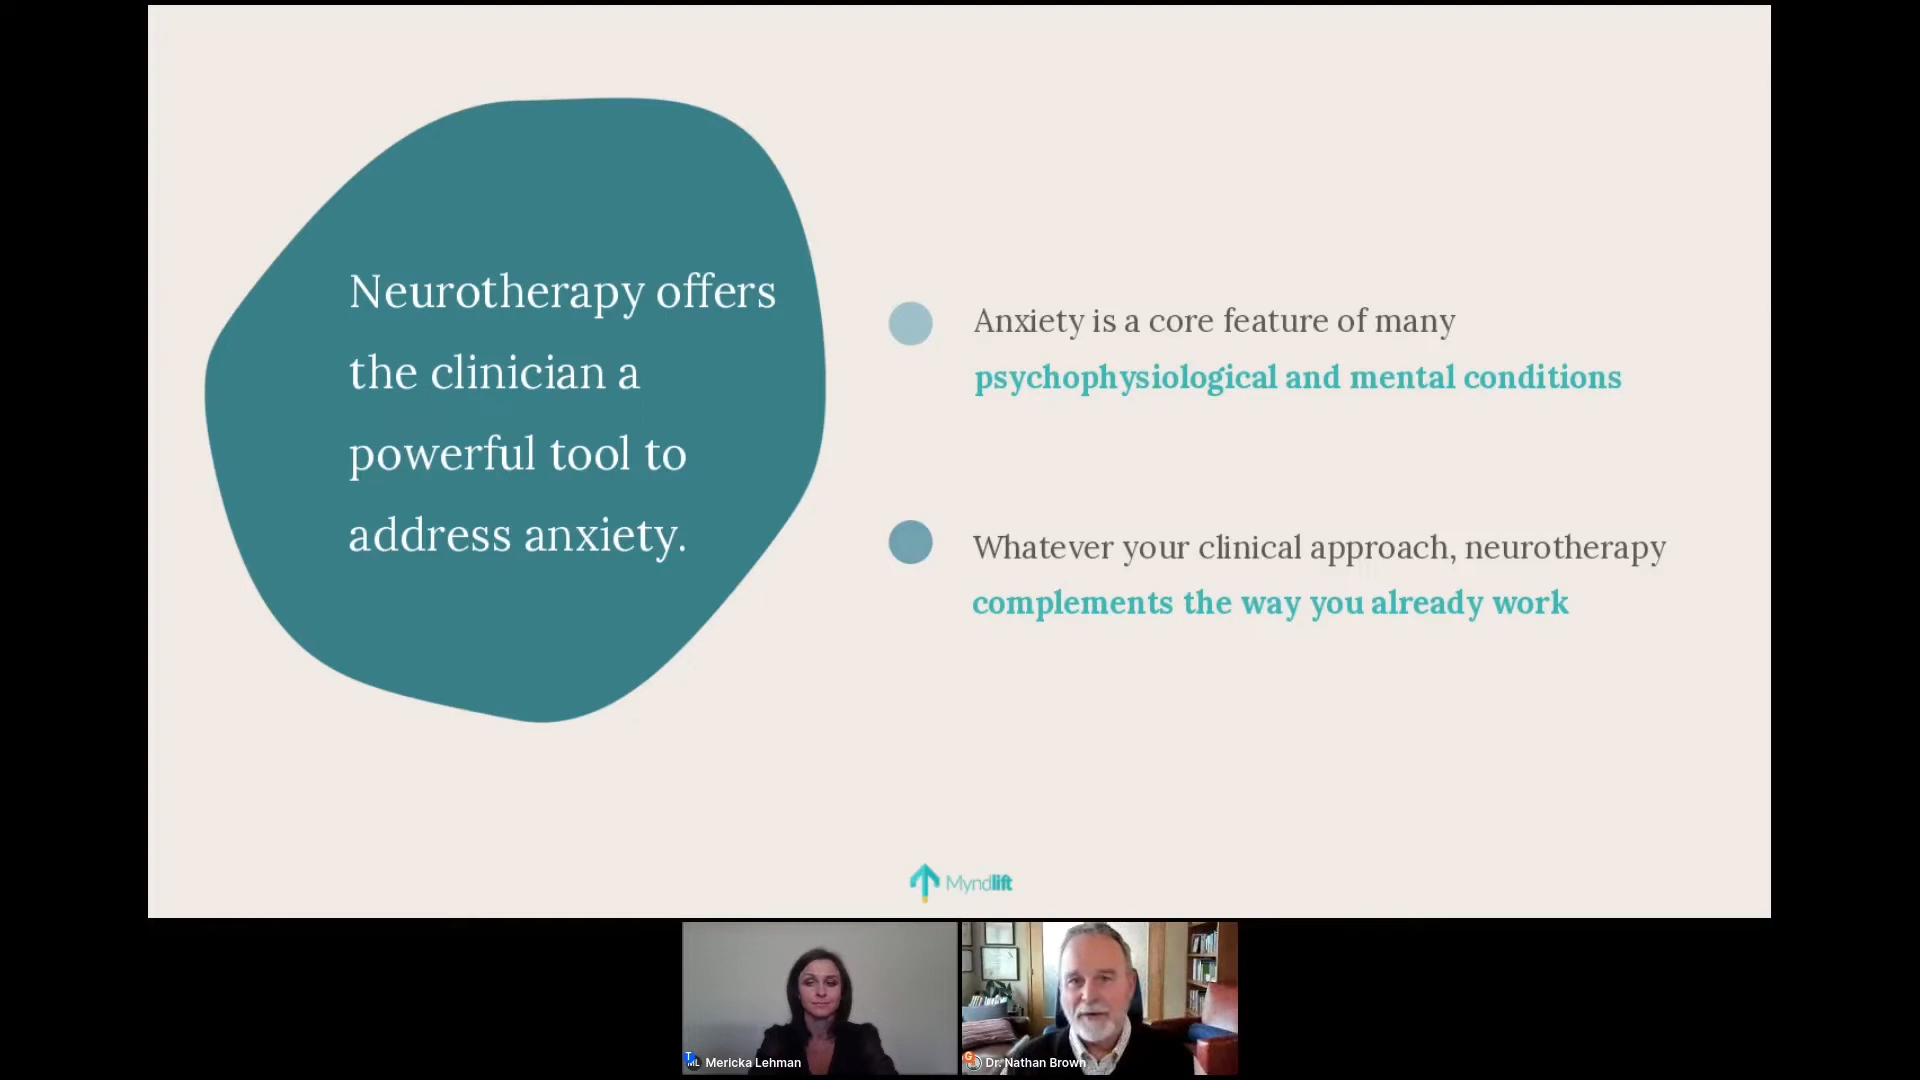 Neurotherapy offers
the clinician a
powerful tool to
address anxiety.
Anxiety is a core feature of many
psychophysiological and mental conditions
Whatever your clinical approach, neurotherapy
complements the way you already work
Myndlift
T
ML
Mericka Lehman
G
Dr. Nathan Brown